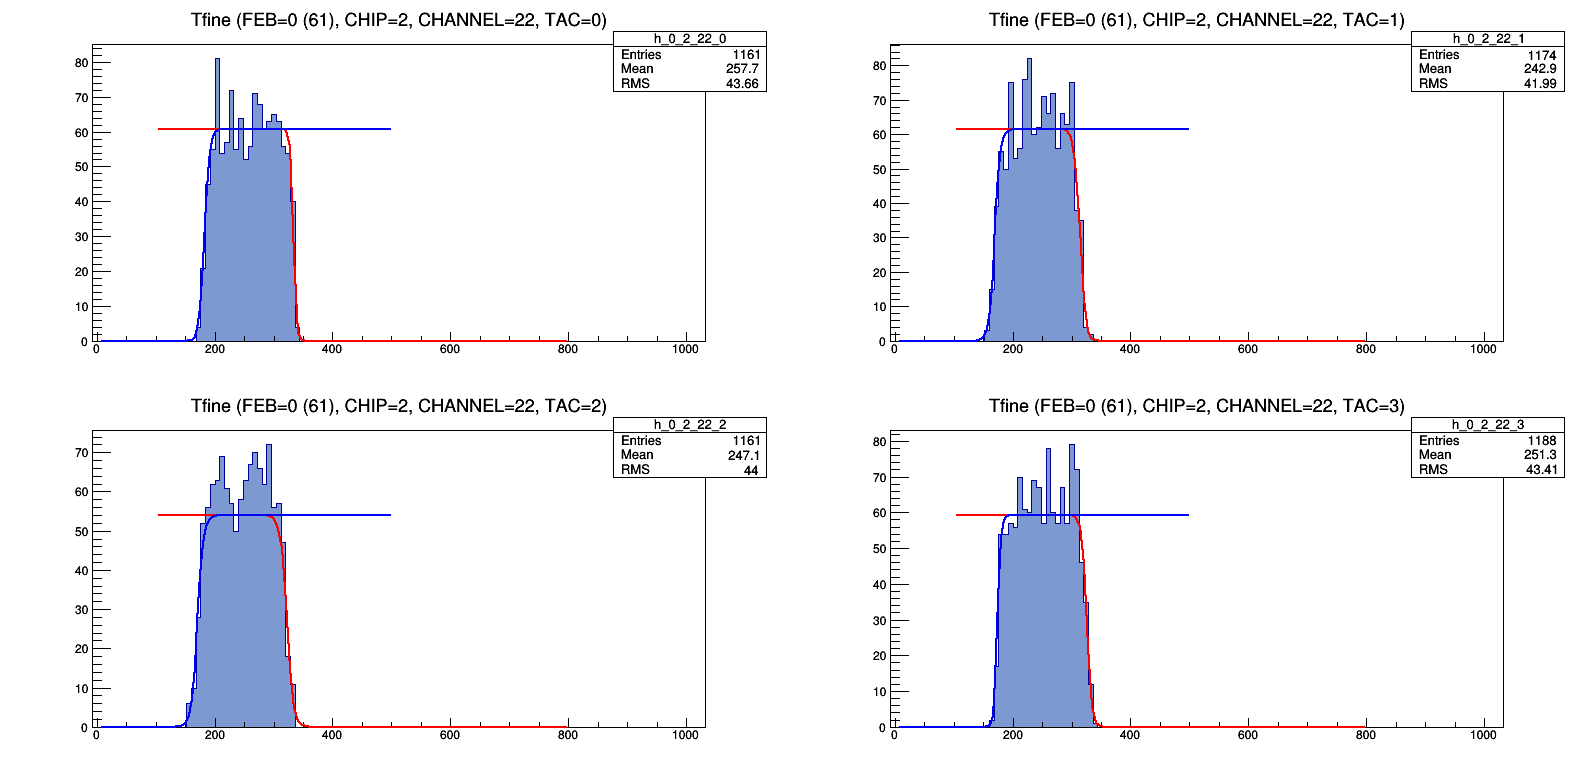 Tfine (FEB=0 (61), CHIP=2, CHANNEL=22, TAC=0)
h_0_2_22_0
Entries 1161
Mean 257.7
RMS 43.66
80
70
60
50
40
30
20
10
0
0 200 400 600 800 1000
Tfine (FEB=0 (61), CHIP=2, CHANNEL=22, TAC=1)
h_0_2_22_1
Entries 1174
Mean 242.9
RMS 41.99
80
70
60
50
40
30
20
10
0
0 200 400 600 800 1000
Tfine (FEB=0 (61), CHIP=2, CHANNEL=22, TAC=2)
h_0_2_22_2
Entries 1161
Mean 247.1
RMS 44
70
60
50
40
30
20
10
0
0 200 400 600 800 1000
Tfine (FEB=0 (61), CHIP=2, CHANNEL=22, TAC=3)
h_0_2_22_3
Entries 1188
Mean 251.3
RMS 43.41
80
70
60
50
40
30
20
10
0
0 200 400 600 800 1000